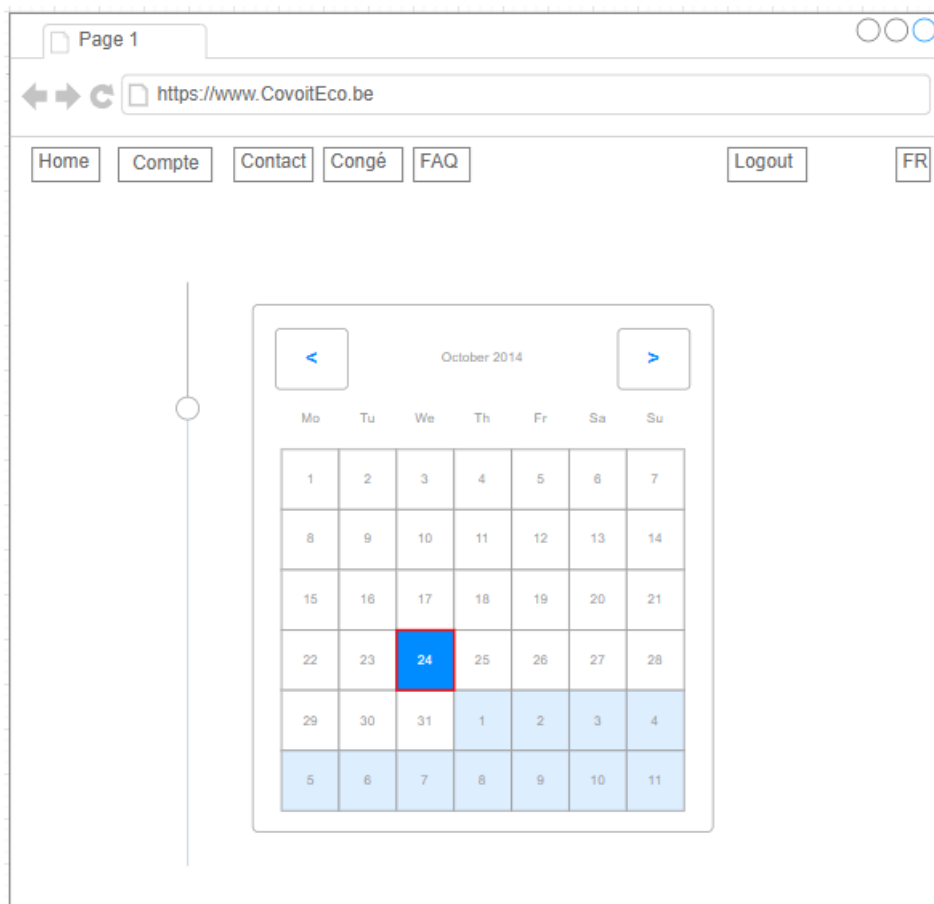 Page 1
https://www.CovoitEco.be
Home Compte Contact Congé FAQ Logout FR
< October 2014 >
Mo Tu We Th Fr Sa Su
1 2 3 4 5 6 7
8 9 10 11 12 13 14
15 16 17 18 19 20 21
22 23 24 25 26 27 28
29 30 31 1 2 3 4
5 6 7 8 9 10 11